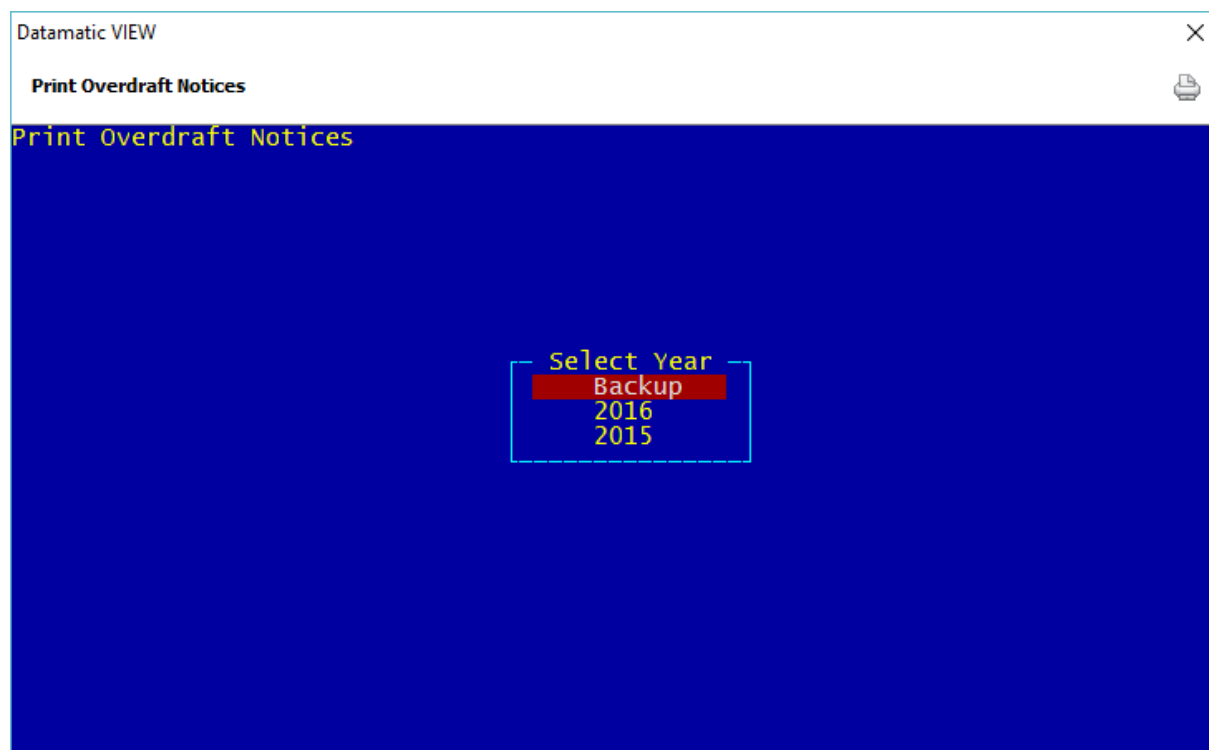 Datamatic VIEW
Print Overdraft Notices
Print Overdraft Notices
Select Year
Backup
2016
2015